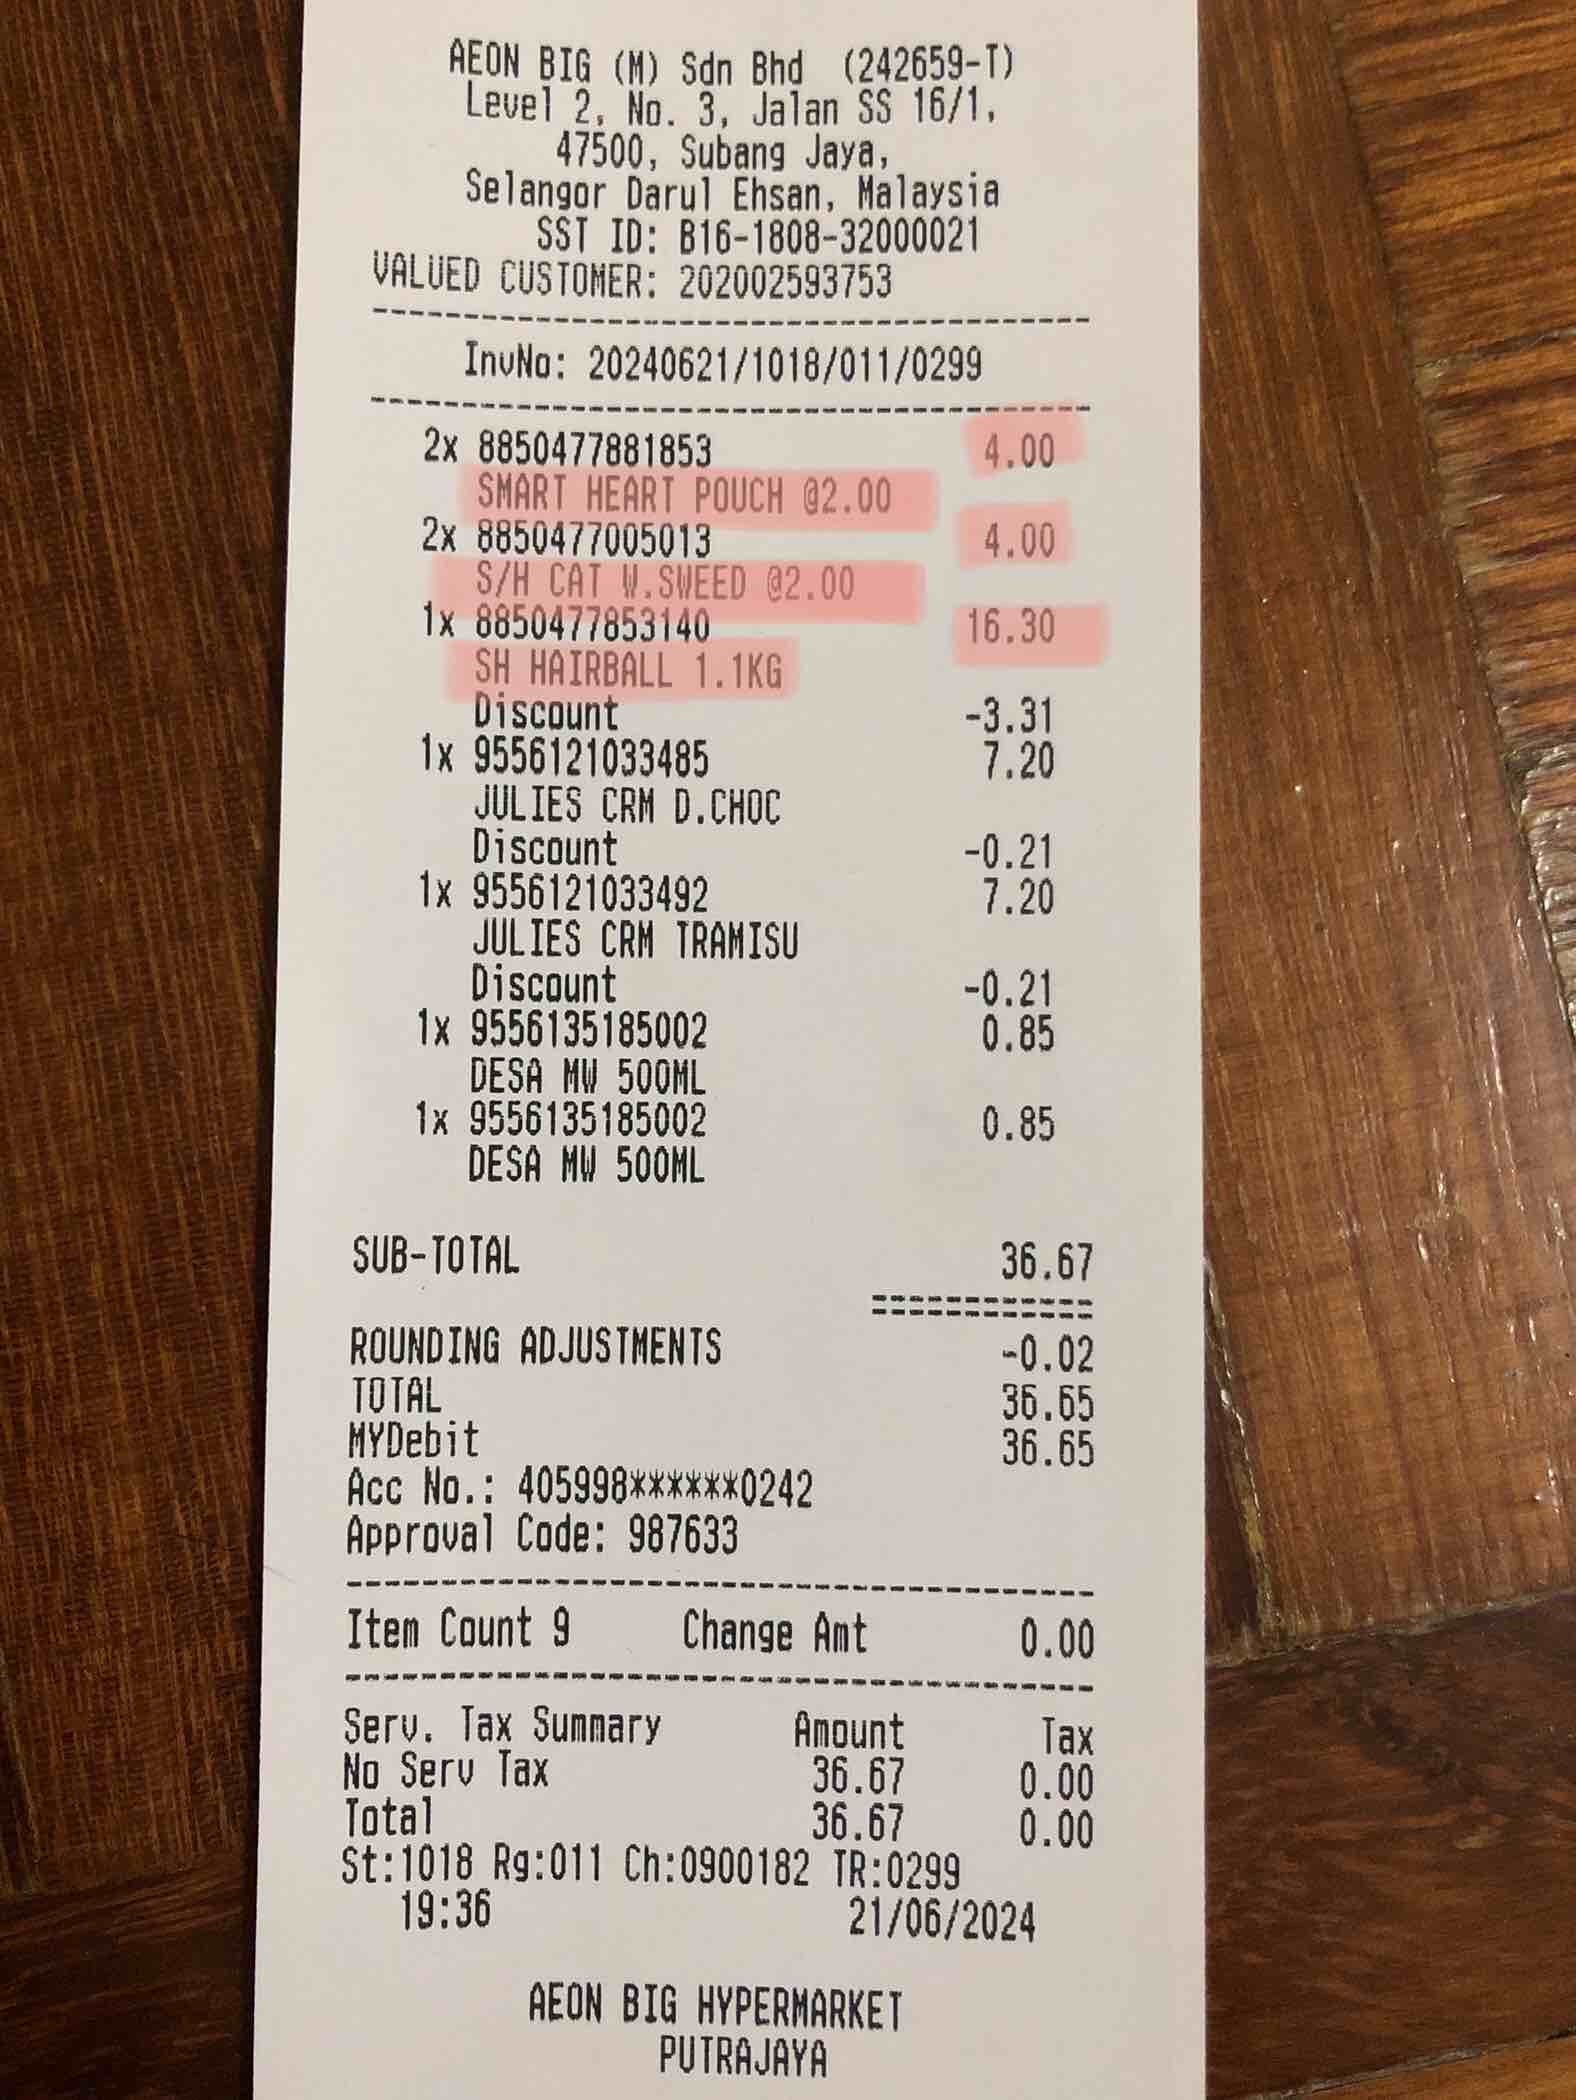 AEON BIG (M) Sdn Bhd (242659-T)
Level 2, No. 3, Jalan SS 16/1,
47500, Subang Jaya,
Selangor Darul Ehsan, Malaysia
SST ID: B16-1808-32000021
VALUED CUSTOMER: 202002593753
InvNo: 20240621/1018/011/0299
2x 8850477881853 4.00
SMART HEART POUCH @2.00
2x 8850477005013 4.00
S/H CAT W.SWEED @2.00
1x 8850477853140 16.30
SH HAIRBALL 1.1KG
Discount -3.31
1x 9556121033485 7.20
JULIES CRM D.CHOC
Discount -0.21
1x 9556121033492 7.20
JULIES CRM TRAMISU
Discount -0.21
1x 9556135185002 0.85
DESA MW 500ML
1x 9556135185002 0.85
DESA MW 500ML
SUB-TOTAL 36.67
============
ROUNDING ADJUSTMENTS -0.02
TOTAL 36.65
MYDebit 36.65
Acc No.: 405998******0242
Approval Code: 987633
Item Count 9 Change Amt 0.00
Serv. Tax Summary Amount Tax
No Serv Tax 36.67 0.00
Total 36.67 0.00
St:1018 Rg:011 Ch:0900182 TR:0299
19:36 21/06/2024
AEON BIG HYPERMARKET
PUTRAJAYA